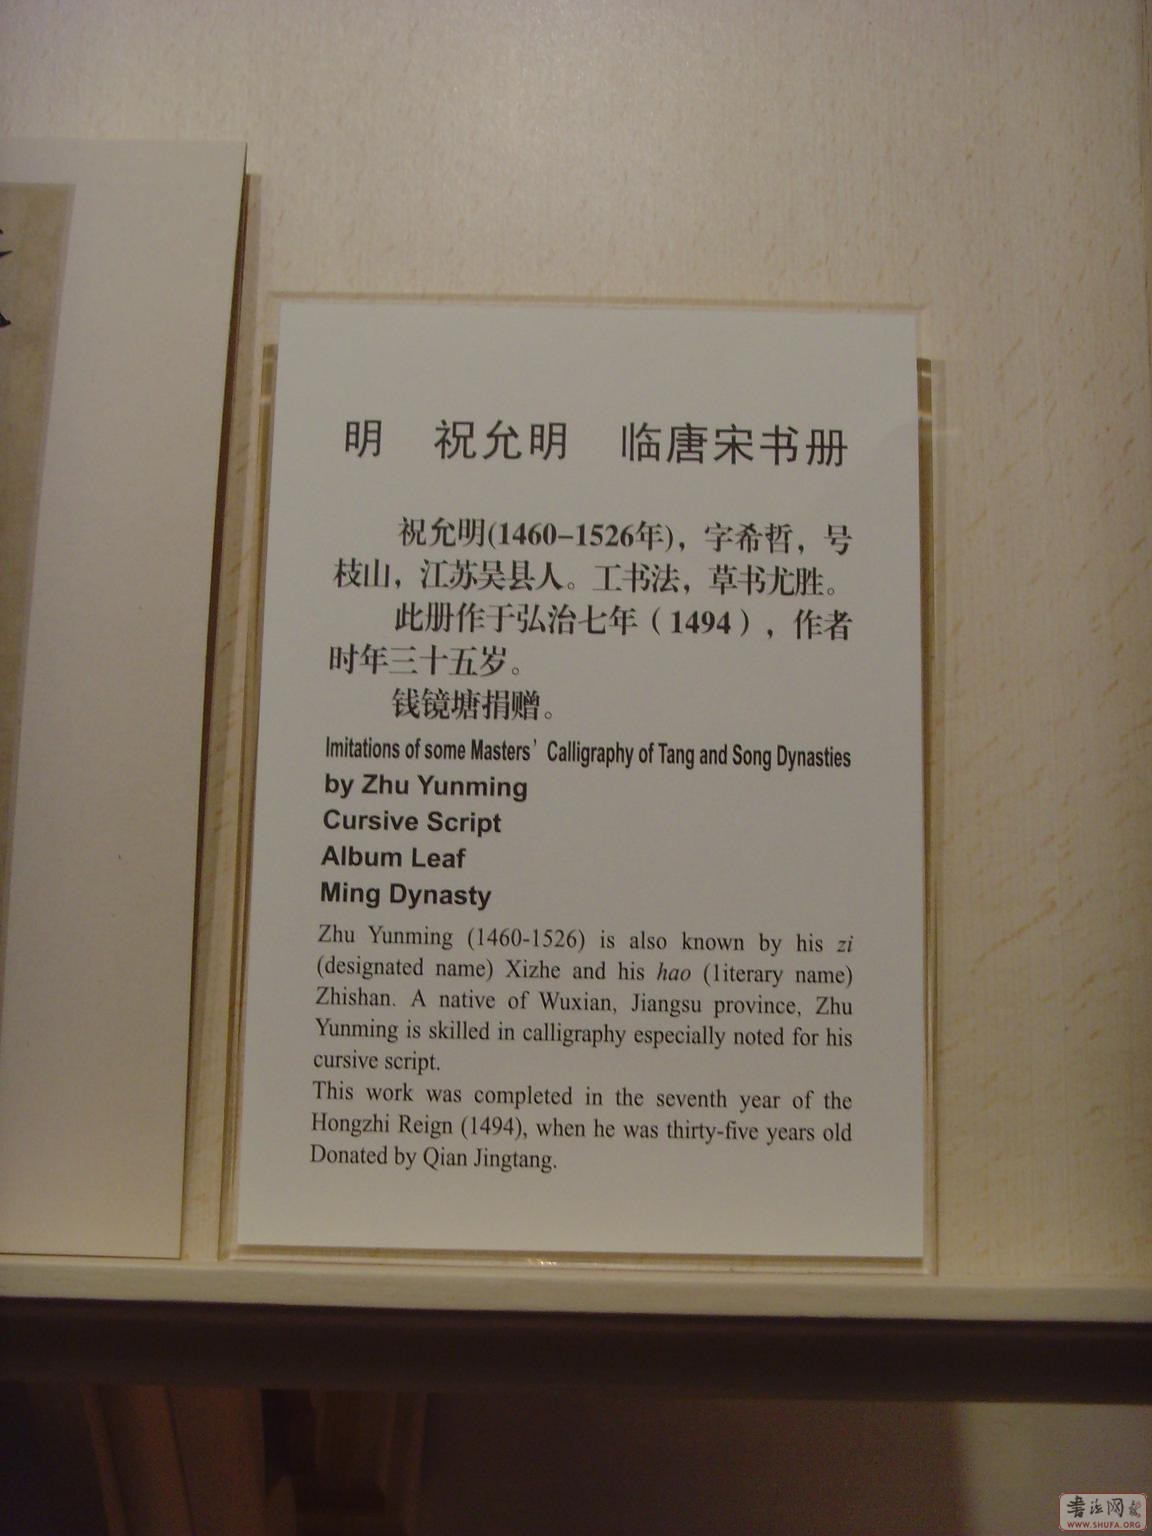 明 祝允明 临唐宋书册
祝允明(1460-1526年)，字希哲，号
枝山，江苏吴县人。工书法，草书尤胜。
此册作于弘治七年（1494），作者
时年三十五岁。
钱镜塘捐赠。
Imitations of some Masters' Calligraphy of Tang and Song Dynasties
by Zhu Yunming
Cursive Script
Album Leaf
Ming Dynasty
Zhu Yunming (1460-1526) is also known by his zi
(designated name) Xizhe and his hao (literary name)
Zhishan. A native of Wuxian, Jiangsu province, Zhu
Yunming is skilled in calligraphy especially noted for his
cursive script.
This work was completed in the seventh year of the
Hongzhi Reign (1494), when he was thirty-five years old
Donated by Qian Jingtang.
书法网
WWW.SHUFA.ORG